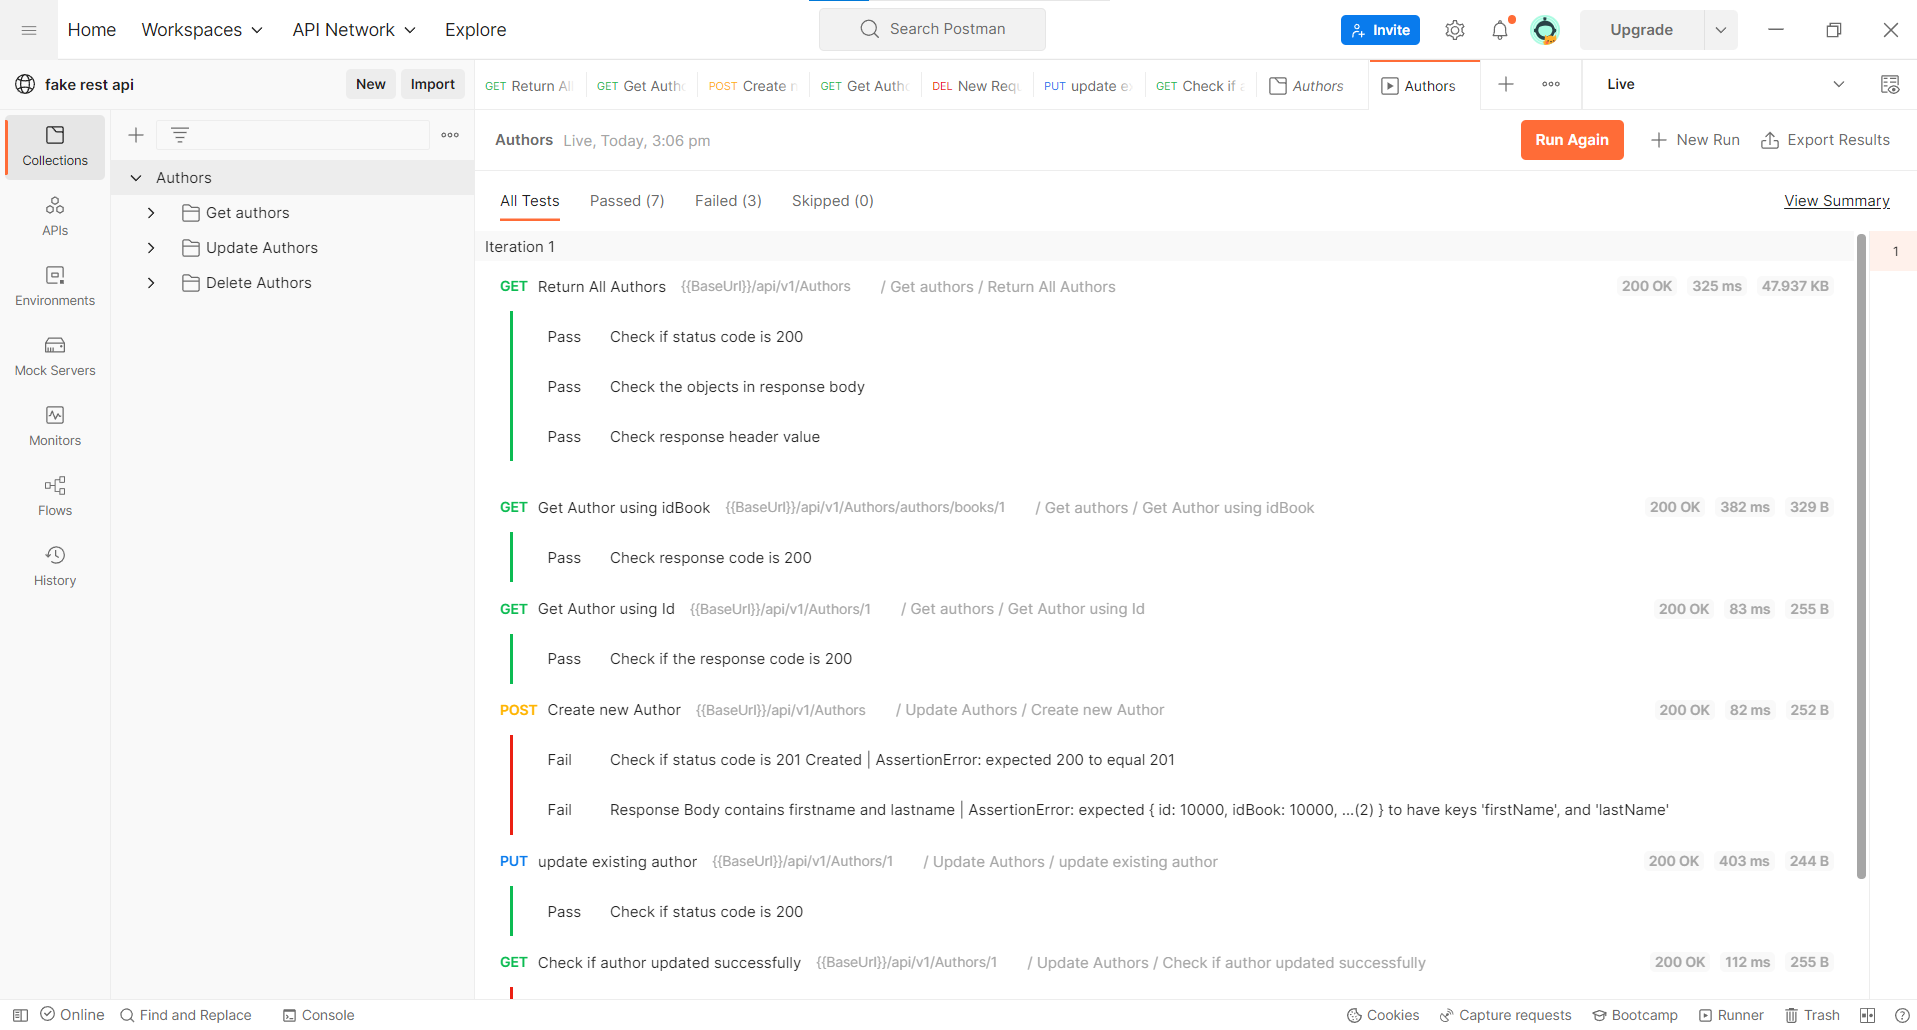 Home Workspaces API Network Explore Search Postman Invite Upgrade
fake rest api New Import
GET Return All GET Get Autho POST Create n GET Get Autho DEL New Requ PUT update e GET Check if a Authors Authors Live
Collections
APIs
Environments
Mock Servers
Monitors
Flows
History
Authors
Get authors
Update Authors
Delete Authors
Authors Live, Today, 3:06 pm Run Again New Run Export Results
All Tests Passed (7) Failed (3) Skipped (0) View Summary
Iteration 1 1
GET Return All Authors {{BaseUrl}}/api/v1/Authors / Get authors / Return All Authors 200 OK 325 ms 47.937 KB
Pass Check if status code is 200
Pass Check the objects in response body
Pass Check response header value
GET Get Author using idBook {{BaseUrl}}/api/v1/Authors/authors/books/1 / Get authors / Get Author using idBook 200 OK 382 ms 329 B
Pass Check response code is 200
GET Get Author using Id {{BaseUrl}}/api/v1/Authors/1 / Get authors / Get Author using Id 200 OK 83 ms 255 B
Pass Check if the response code is 200
POST Create new Author {{BaseUrl}}/api/v1/Authors / Update Authors / Create new Author 200 OK 82 ms 252 B
Fail Check if status code is 201 Created | AssertionError: expected 200 to equal 201
Fail Response Body contains firstname and lastname | AssertionError: expected { id: 10000, idBook: 10000, ...(2) } to have keys 'firstName', and 'lastName'
PUT update existing author {{BaseUrl}}/api/v1/Authors/1 / Update Authors / update existing author 200 OK 403 ms 244 B
Pass Check if status code is 200
GET Check if author updated successfully {{BaseUrl}}/api/v1/Authors/1 / Update Authors / Check if author updated successfully 200 OK 112 ms 255 B
Online Find and Replace Console Cookies Capture requests Bootcamp Runner Trash